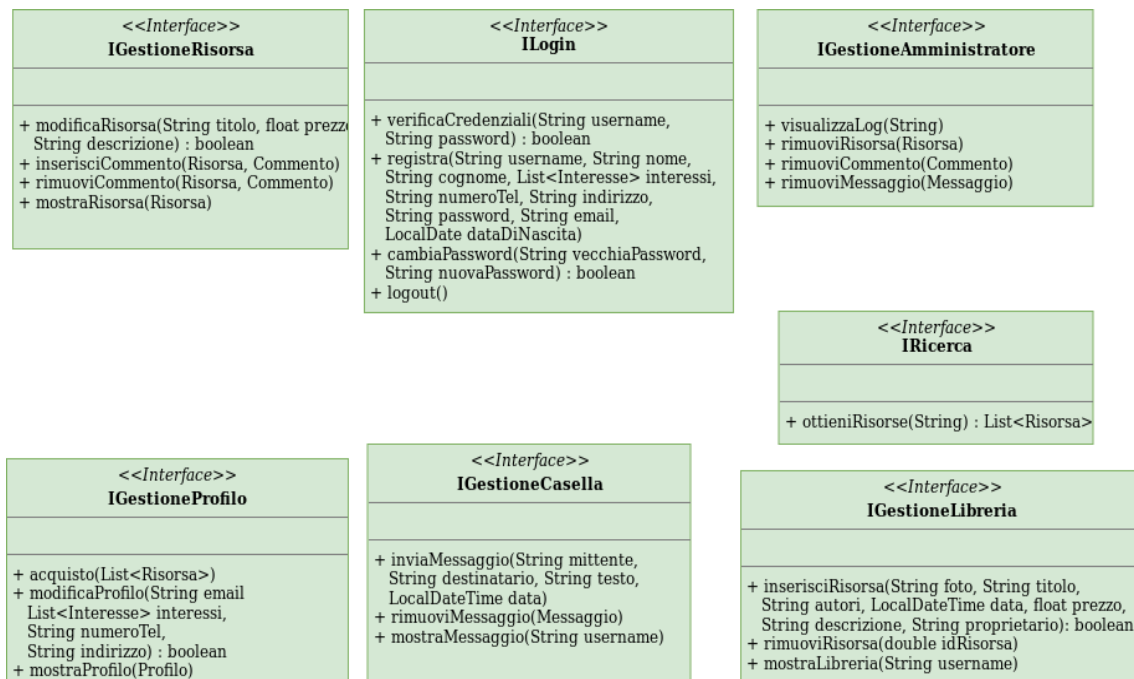 <<Interface>>
IGestioneRisorsa
+ modificaRisorsa(String titolo, float prezzo
String descrizione) : boolean
+ inserisciCommento(Risorsa, Commento)
+ rimuoviCommento(Risorsa, Commento)
+ mostraRisorsa(Risorsa)
<<Interface>>
ILogin
+ verificaCredenziali(String username,
String password) : boolean
+ registra(String username, String nome,
String cognome, List<Interesse> interessi,
String numeroTel, String indirizzo,
String password, String email,
LocalDate dataDiNascita)
+ cambiaPassword(String vecchiaPassword,
String nuovaPassword) : boolean
+ logout()
<<Interface>>
IGestioneAmministratore
+ visualizzaLog(String)
+ rimuoviRisorsa(Risorsa)
+ rimuoviCommento(Commento)
+ rimuoviMessaggio(Messaggio)
<<Interface>>
IRicerca
+ ottieniRisorse(String) : List<Risorsa>
<<Interface>>
IGestioneProfilo
+ acquisto(List<Risorsa>)
+ modificaProfilo(String email
List<Interesse> interessi,
String numeroTel,
String indirizzo) : boolean
+ mostraProfilo(Profilo)
<<Interface>>
IGestioneCasella
+ inviaMessaggio(String mittente,
String destinatario, String testo,
LocalDateTime data)
+ rimuoviMessaggio(Messaggio)
+ mostraMessaggio(String username)
<<Interface>>
IGestioneLibreria
+ inserisciRisorsa(String foto, String titolo,
String autori, LocalDateTime data, float prezzo,
String descrizione, String proprietario): boolean
+ rimuoviRisorsa(double idRisorsa)
+ mostraLibreria(String username)